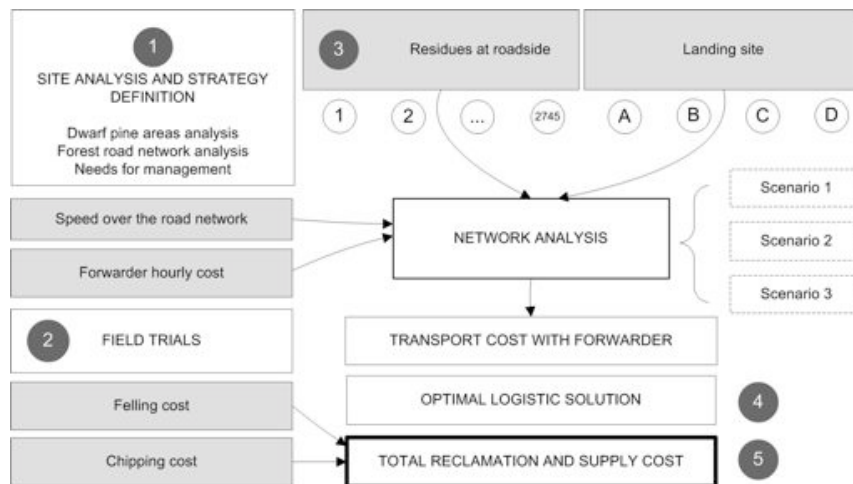 1
SITE ANALYSIS AND STRATEGY
DEFINITION
Dwarf pine areas analysis
Forest road network analysis
Needs for management
3
Residues at roadside
Landing site
1
2
...
2745
A
B
C
D
Speed over the road network
Forwarder hourly cost
NETWORK ANALYSIS
Scenario 1
Scenario 2
Scenario 3
2
FIELD TRIALS
TRANSPORT COST WITH FORWARDER
Felling cost
OPTIMAL LOGISTIC SOLUTION
4
Chipping cost
TOTAL RECLAMATION AND SUPPLY COST
5